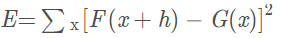 E=∑ₓ[F(x+h) − G(x)]²